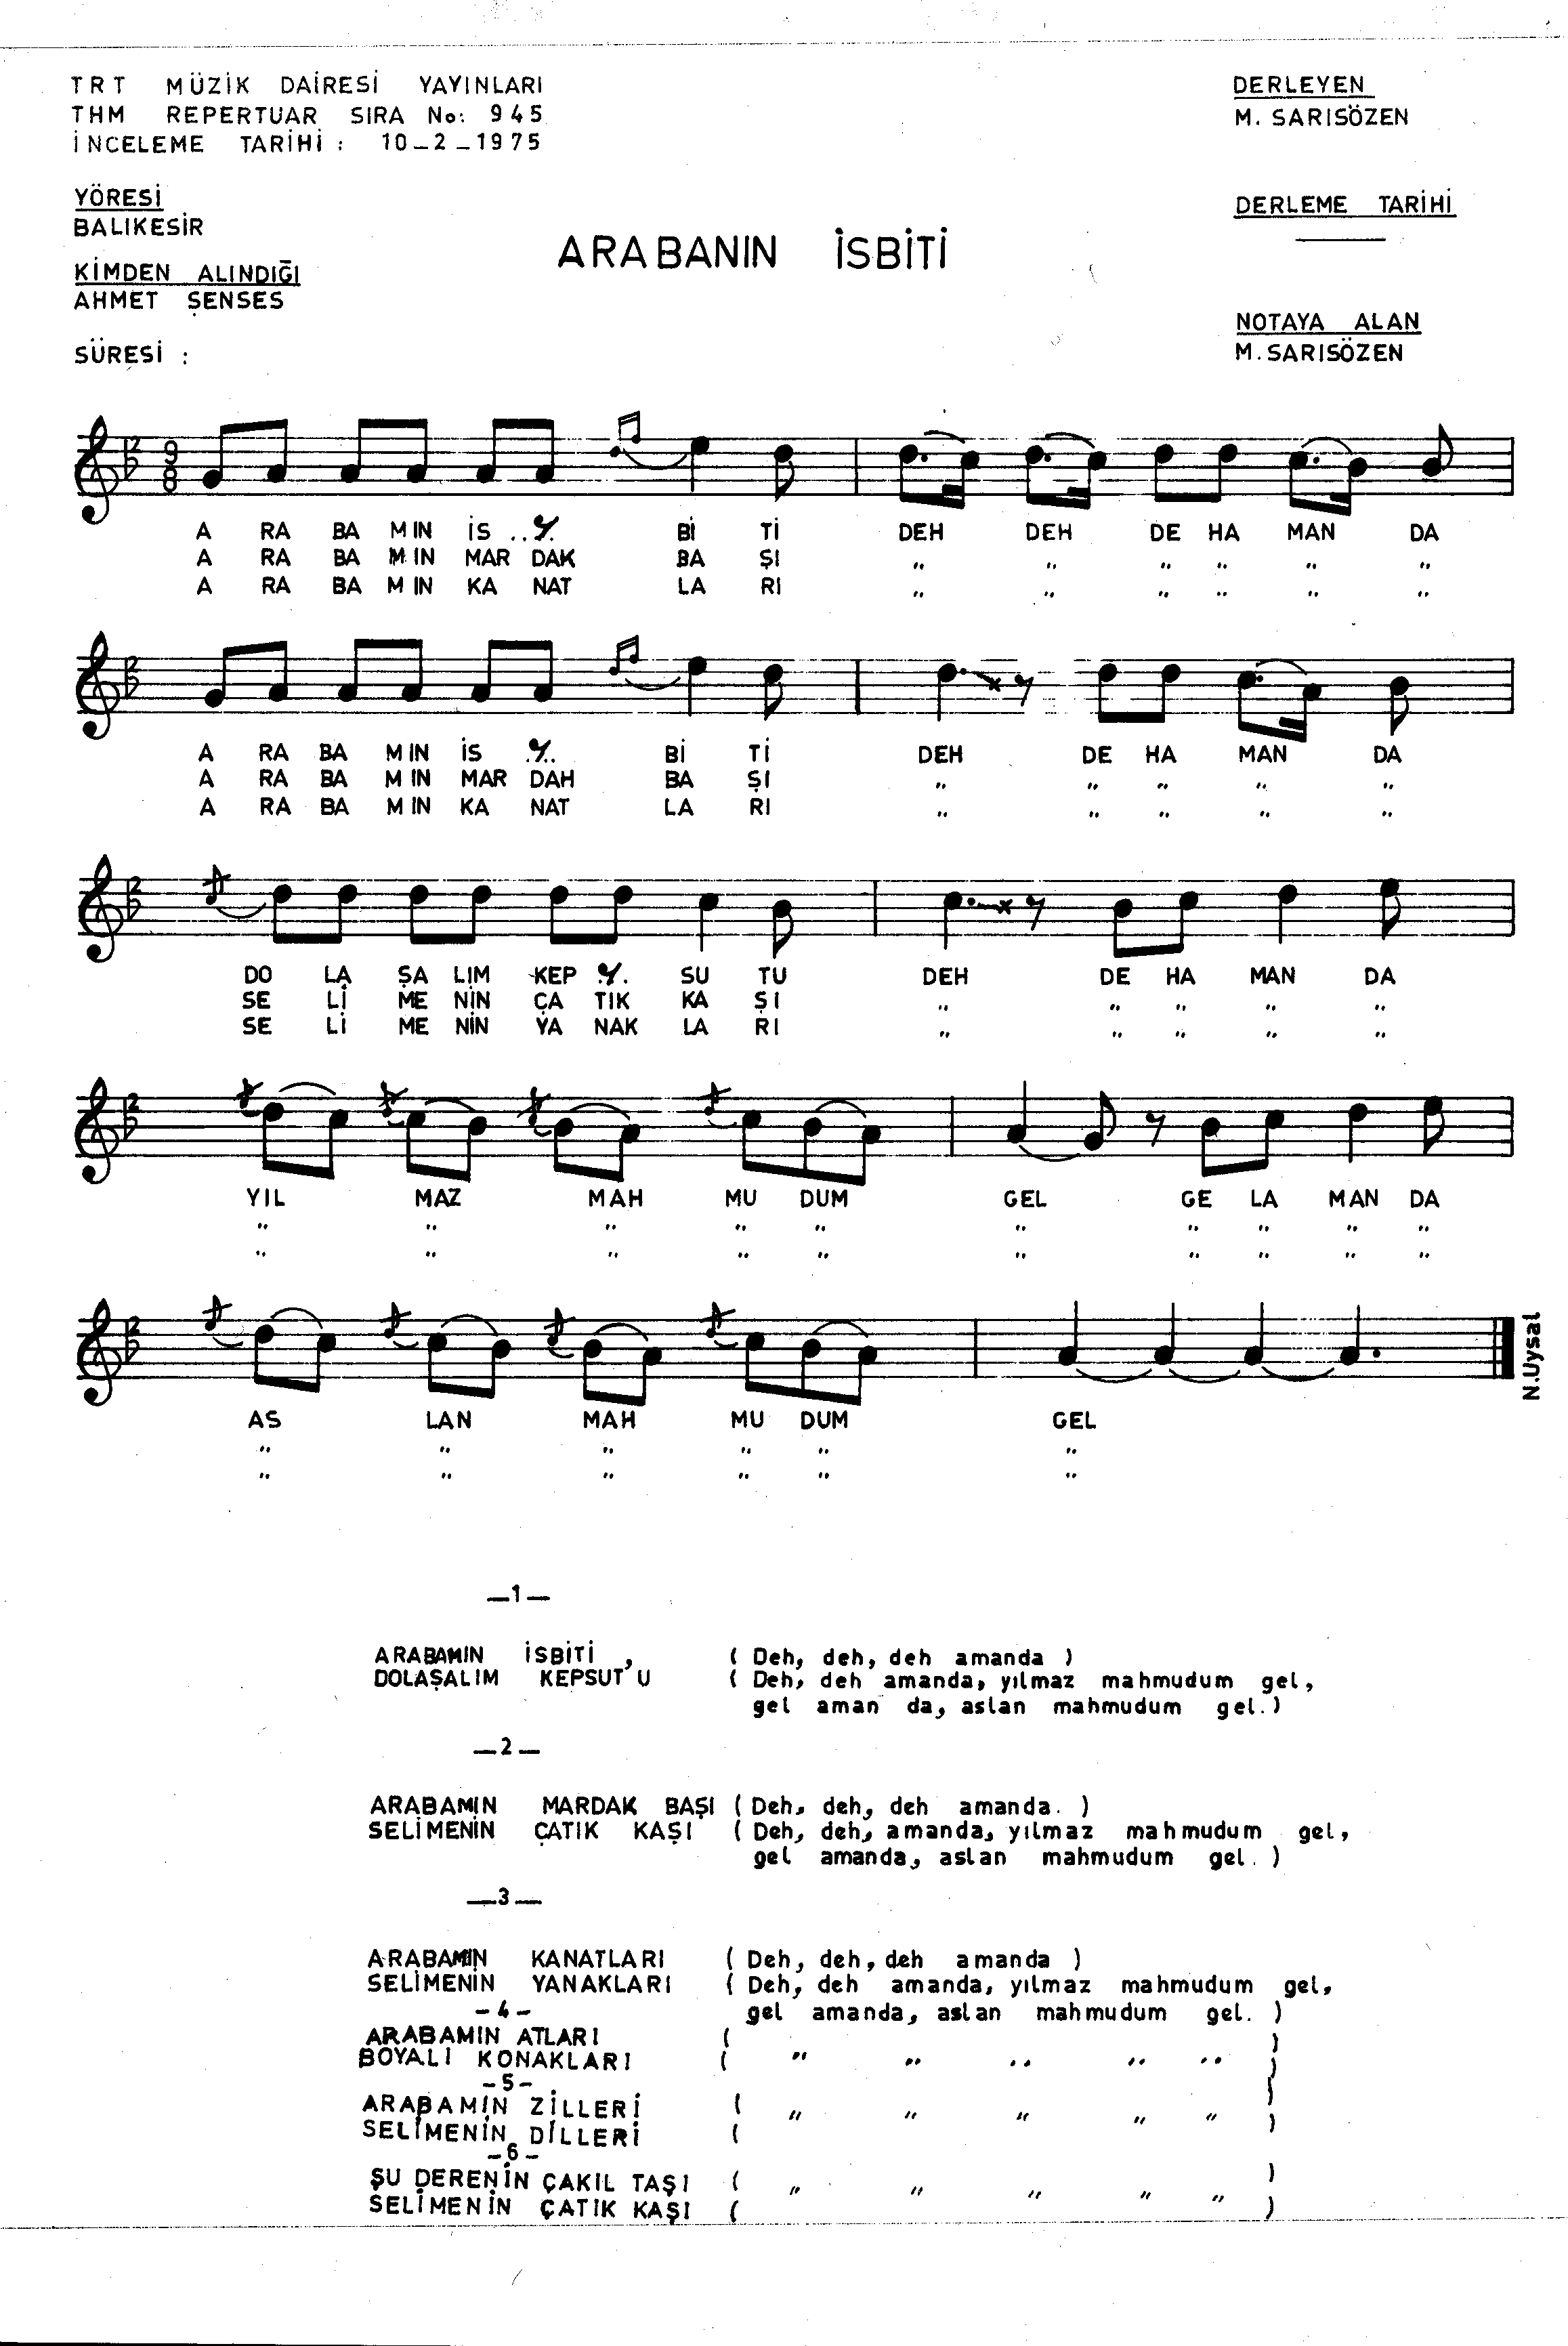 TRT MÜZİK DAİRESİ YAYINLARI
THM REPERTUAR SIRA No: 945
İNCELEME TARİHİ : 10_2_1975
DERLEYEN
M. SARISÖZEN
YÖRESİ
BALIKESİR
DERLEME TARİHİ
ARABANIN İSBİTİ
KİMDEN ALINDIĞI
AHMET ŞENSES
NOTAYA ALAN
M. SARISÖZEN
SÜRESİ :
9
8
A RA BA MIN İS .. Bİ Tİ DEH DEH DE HA MAN DA
A RA BA MIN MAR DAK BA ŞI " " " " " "
A RA BA MIN KA NAT LA RI " " " " " "
A RA BA MIN İS .. Bİ Tİ DEH DE HA MAN DA
A RA BA MIN MAR DAH BA ŞI " " " " "
A RA BA MIN KA NAT LA RI " " " " "
DO LA ŞA LIM KEP . SU TU DEH DE HA MAN DA
SE Lİ ME NİN ÇA TIK KA ŞI " " " " "
SE Lİ ME NİN YA NAK LA RI " " " " "
YIL MAZ MAH MU DUM GEL GE LA MAN DA
" " " " " " " " " "
" " " " " " " " " "
AS LAN MAH MU DUM GEL
" " " " " "
" " " " " "
N.Uysal
_1_
ARABAMIN İSBİTİ , ( Deh, deh, deh amanda )
DOLAŞALIM KEPSUT'U ( Deh, deh amanda, yılmaz mahmudum gel,
gel aman da, aslan mahmudum gel.)
_2_
ARABAMIN MARDAK BAŞI ( Deh, deh, deh amanda. )
SELİMENİN ÇATIK KAŞI ( Deh, deh, amanda, yılmaz mahmudum gel,
gel amanda, aslan mahmudum gel. )
_3_
ARABAMIN KANATLARI ( Deh, deh, deh amanda )
SELİMENİN YANAKLARI ( Deh, deh amanda, yılmaz mahmudum gel,
gel amanda, aslan mahmudum gel. )
-4-
ARABAMIN ATLARI ( )
BOYALI KONAKLARI ( " " " " " )
-5-
ARABAMIN ZİLLERİ ( " " " " "
SELİMENİN DİLLERİ ( )
-6-
ŞU DERENİN ÇAKIL TAŞI ( " " " " " )
SELİMENİN ÇATIK KAŞI ( )